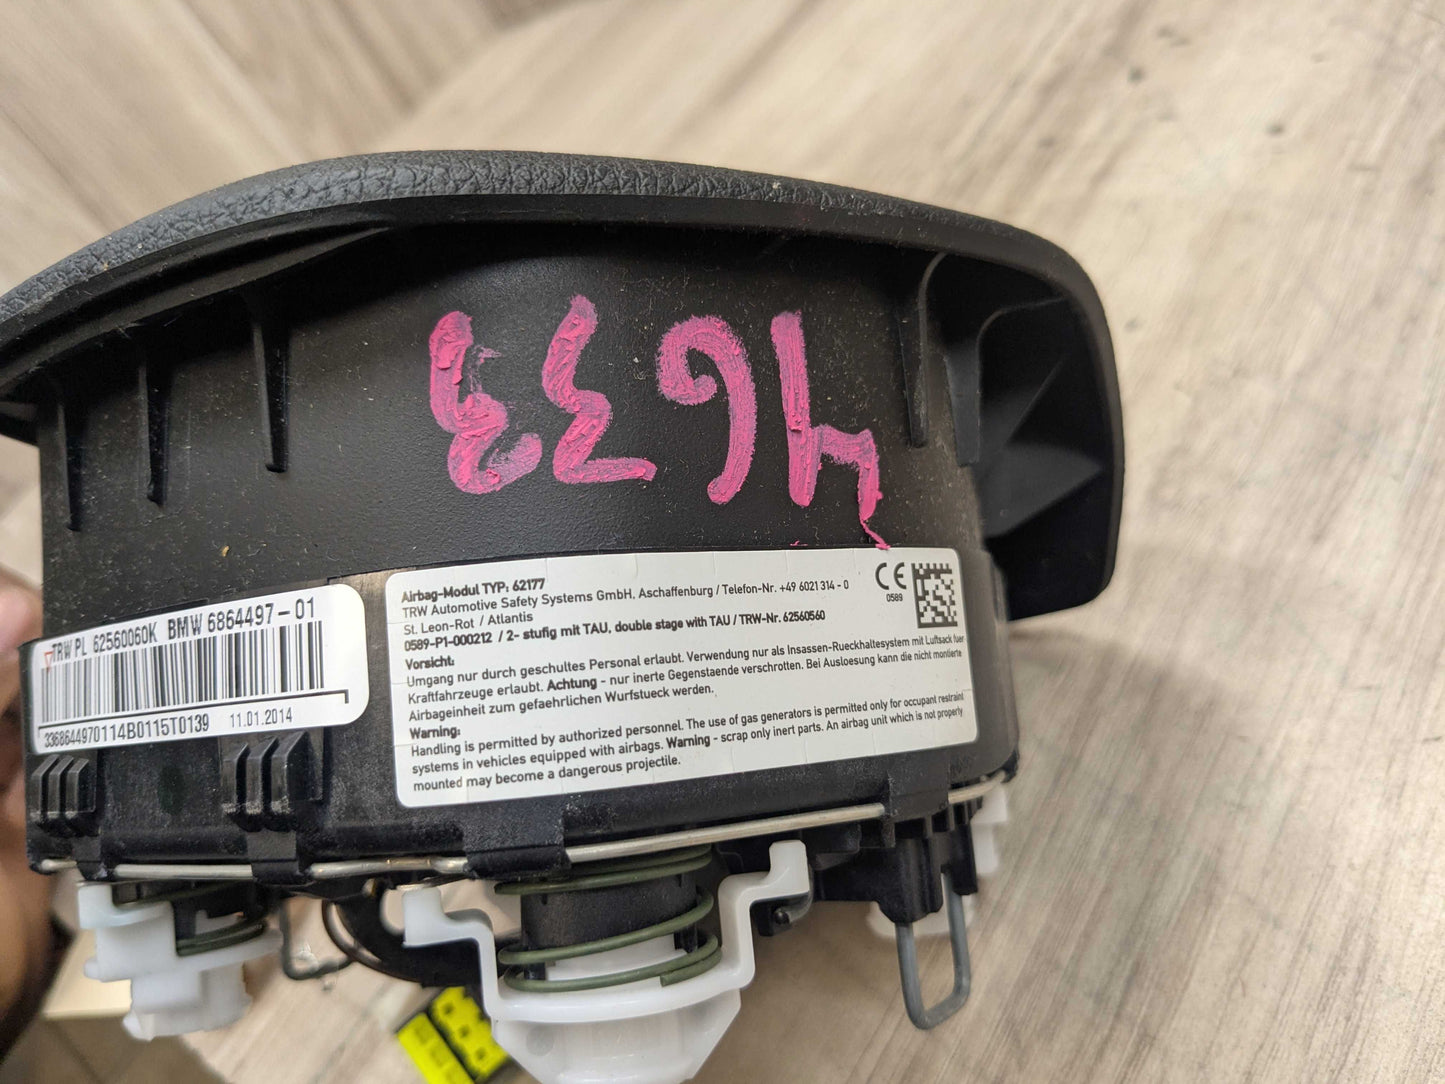 4633
TRW PL 62560060K BMW 6864497-01
3368644970114B0115T0139 11.01.2014
Airbag-Modul TYP: 62177
TRW Automotive Safety Systems GmbH, Aschaffenburg / Telefon-Nr. +49 6021 314 - 0
St. Leon-Rot / Atlantis
0589-P1-000212 / 2- stufig mit TAU, double stage with TAU / TRW-Nr. 62560560
CE
0589
Vorsicht:
Umgang nur durch geschultes Personal erlaubt. Verwendung nur als Insassen-Rueckhaltesystem mit Luftsack fuer
Kraftfahrzeuge erlaubt. Achtung - nur inerte Gegenstaende verschrotten. Bei Ausloesung kann die nicht montierte
Airbageinheit zum gefaehrlichen Wurfstueck werden.
Warning:
Handling is permitted by authorized personnel. The use of gas generators is permitted only for occupant restraint
systems in vehicles equipped with airbags. Warning - scrap only inert parts. An airbag unit which is not properly
mounted may become a dangerous projectile.